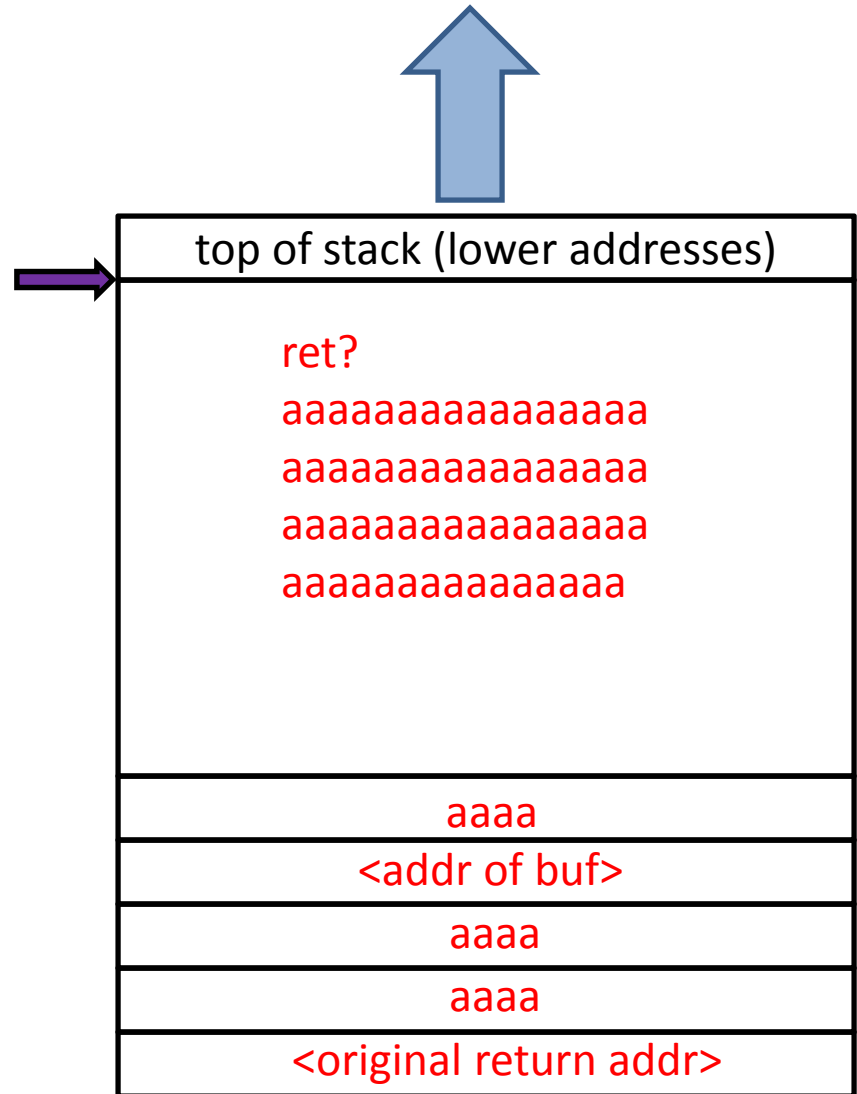 top of stack (lower addresses)
ret?
aaaaaaaaaaaaaaaa
aaaaaaaaaaaaaaaa
aaaaaaaaaaaaaaaa
aaaaaaaaaaaaaaa
aaaa
<addr of buf>
aaaa
aaaa
<original return addr>